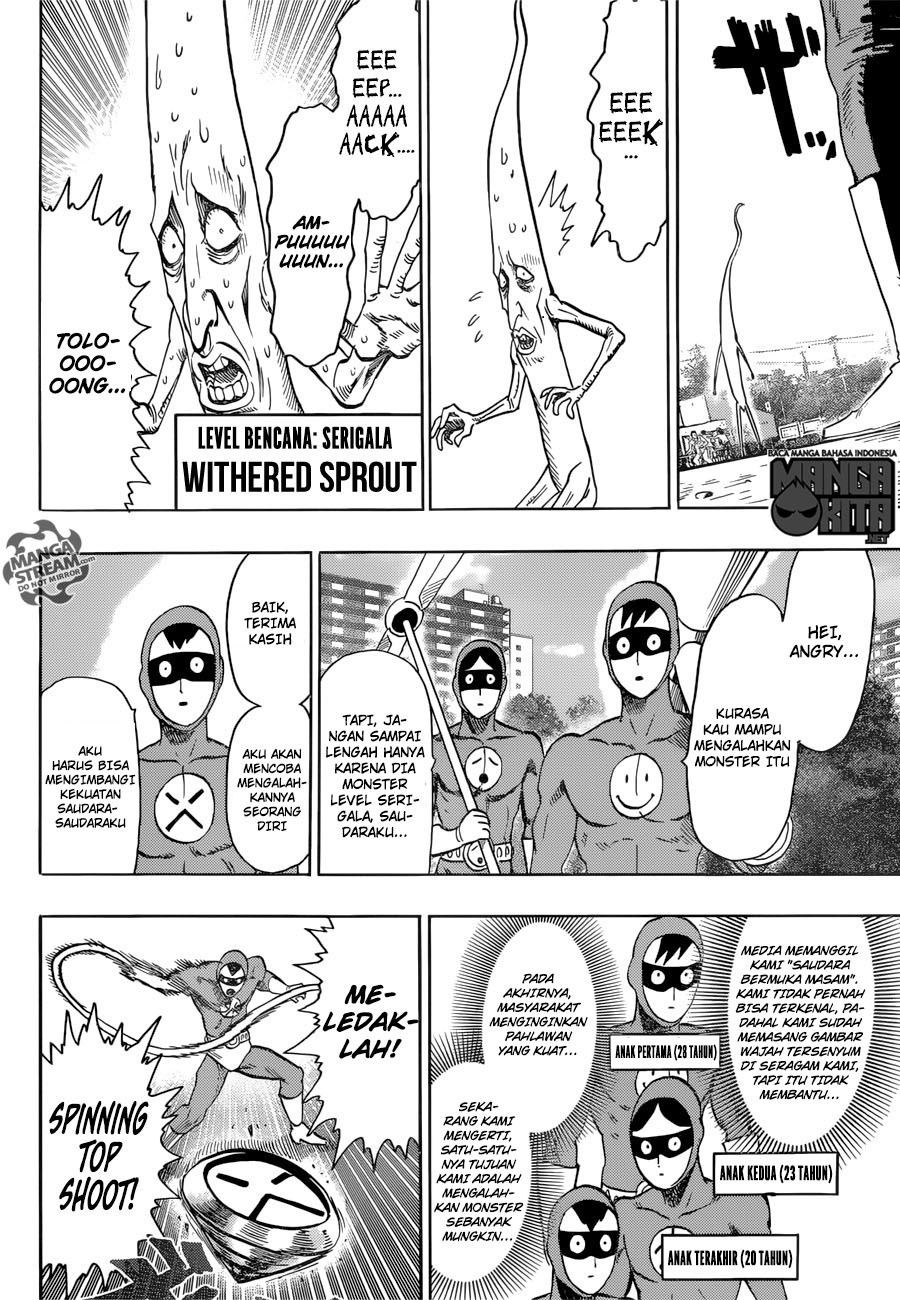 ザ
EEE
EEEK
...
EEE
EEP...
AAAAA
AACK....
AM-
PUUUUU
UUUN...
TOLO-
OOOO-
OONG...
LEVEL BENCANA: SERIGALA
WITHERED SPROUT
BACA MANGA BAHASA INDONESIA
MANGA
KITA
.NET
MANGA
STREAM.com
DO NOT MIRROR
HEI,
ANGRY...
KURASA
KAU MAMPU
MENGALAHKAN
MONSTER ITU
TAPI, JA-
NGAN SAMPAI
LENGAH HANYA
KARENA DIA
MONSTER
LEVEL SERI-
GALA, SAU-
DARAKU...
BAIK,
TERIMA
KASIH
AKU AKAN
MENCOBA
MENGALAH-
KANNYA
SEORANG
DIRI
AKU
HARUS BISA
MENGIMBANGI
KEKUATAN
SAUDARA-
SAUDARAKU
MEDIA MEMANGGIL
KAMI "SAUDARA
BERMUKA MASAM".
KAMI TIDAK PERNAH
BISA TERKENAL, PA-
DAHAL KAMI SUDAH
MEMASANG GAMBAR
WAJAH TERSENYUM
DI SERAGAM KAMI,
TAPI ITU TIDAK
MEMBANTU...
ANAK PERTAMA (28 TAHUN)
PADA
AKHIRNYA,
MASYARAKAT
MENGINGINKAN
PAHLAWAN
YANG KUAT...
ANAK KEDUA (23 TAHUN)
SEKA-
RANG KAMI
MENGERTI,
SATU-SATU-
NYA TUJUAN
KAMI ADALAH
MENGALAH-
KAN MONSTER
SEBANYAK
MUNGKIN...
ANAK TERAKHIR (20 TAHUN)
ME-
LEDAK-
LAH!
SPINNING
TOP
SHOOT!